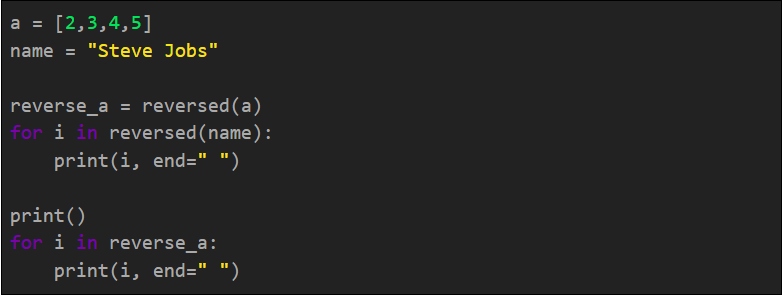 a = [2,3,4,5]
name = "Steve Jobs"

reverse_a = reversed(a)
for i in reversed(name):
    print(i, end=" ")

print()
for i in reverse_a:
    print(i, end=" ")